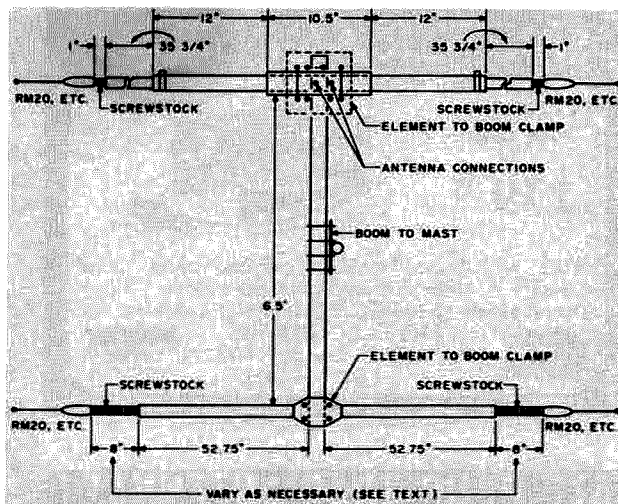 12" 10.5" 12"
1" 35 3/4" 35 3/4" 1"
RM20, ETC. RM20, ETC.
SCREWSTOCK SCREWSTOCK
ELEMENT TO BOOM CLAMP
ANTENNA CONNECTIONS
BOOM TO MAST
6.5"
ELEMENT TO BOOM CLAMP
SCREWSTOCK SCREWSTOCK
RM20, ETC. RM20, ETC.
8" 52.75" 52.75" 8"
VARY AS NECESSARY (SEE TEXT)